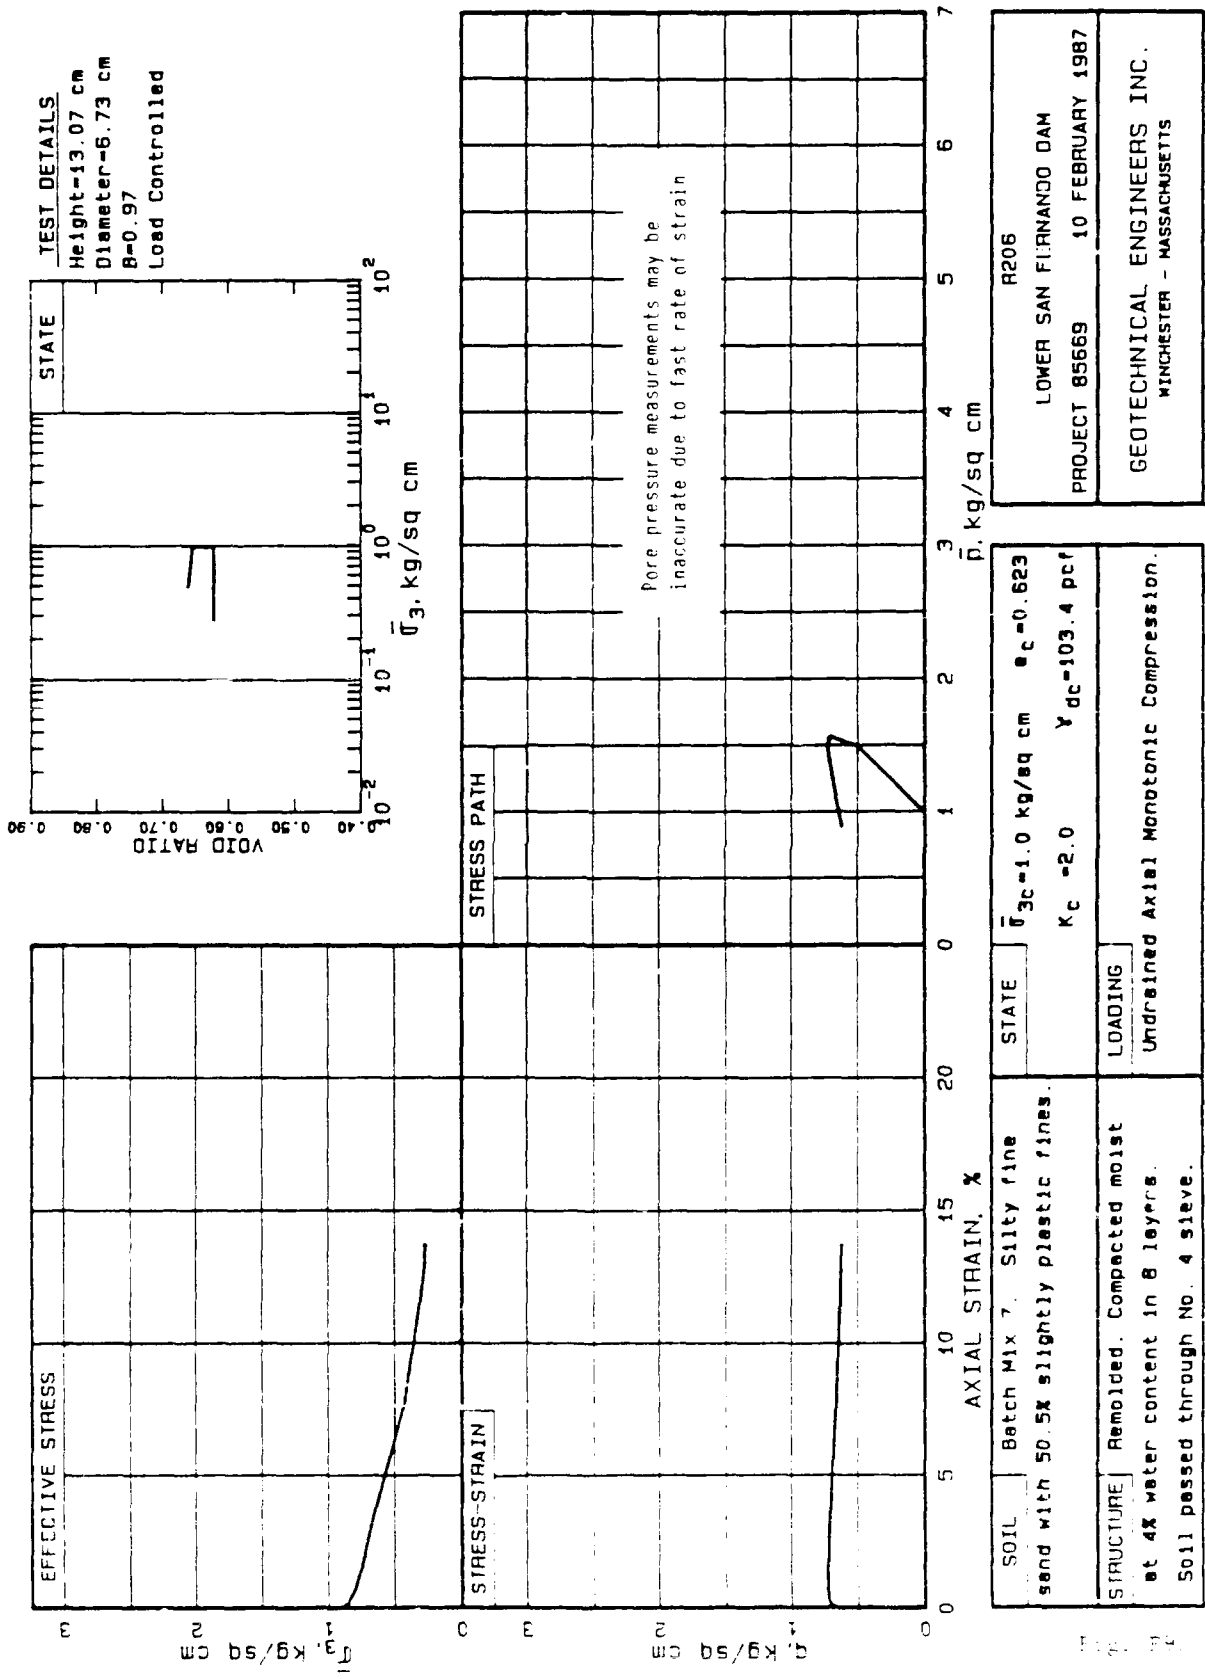 EFFECTIVE STRESS
σ̄3, kg/sq cm
3
2
1
0
TEST DETAILS
Height=13.07 cm
Diameter=6.73 cm
B=0.97
Load Controlled
STATE
VOID RATIO
0.90
0.80
0.70
0.60
0.50
0.40
10^-2
10^-1
10^0
10^1
10^2
σ̄3, kg/sq cm
STRESS-STRAIN
q, kg/sq cm
3
2
1
0
0
5
10
15
20
AXIAL STRAIN, %
STRESS PATH
Pore pressure measurements may be
inaccurate due to fast rate of strain
0
1
2
3
4
5
6
7
p̄, kg/sq cm
SOIL Batch Mix 7. Silty fine
sand with 50.5% slightly plastic fines.
STRUCTURE Remolded. Compacted moist
at 4% water content in 8 layers.
Soil passed through No. 4 sieve.
STATE σ̄3c=1.0 kg/sq cm ec=0.623
Kc =2.0 γdc=103.4 pcf
LOADING
Undrained Axial Monotonic Compression.
R206
LOWER SAN FERNANDO DAM
PROJECT 85669 10 FEBRUARY 1987
GEOTECHNICAL ENGINEERS INC.
WINCHESTER - MASSACHUSETTS